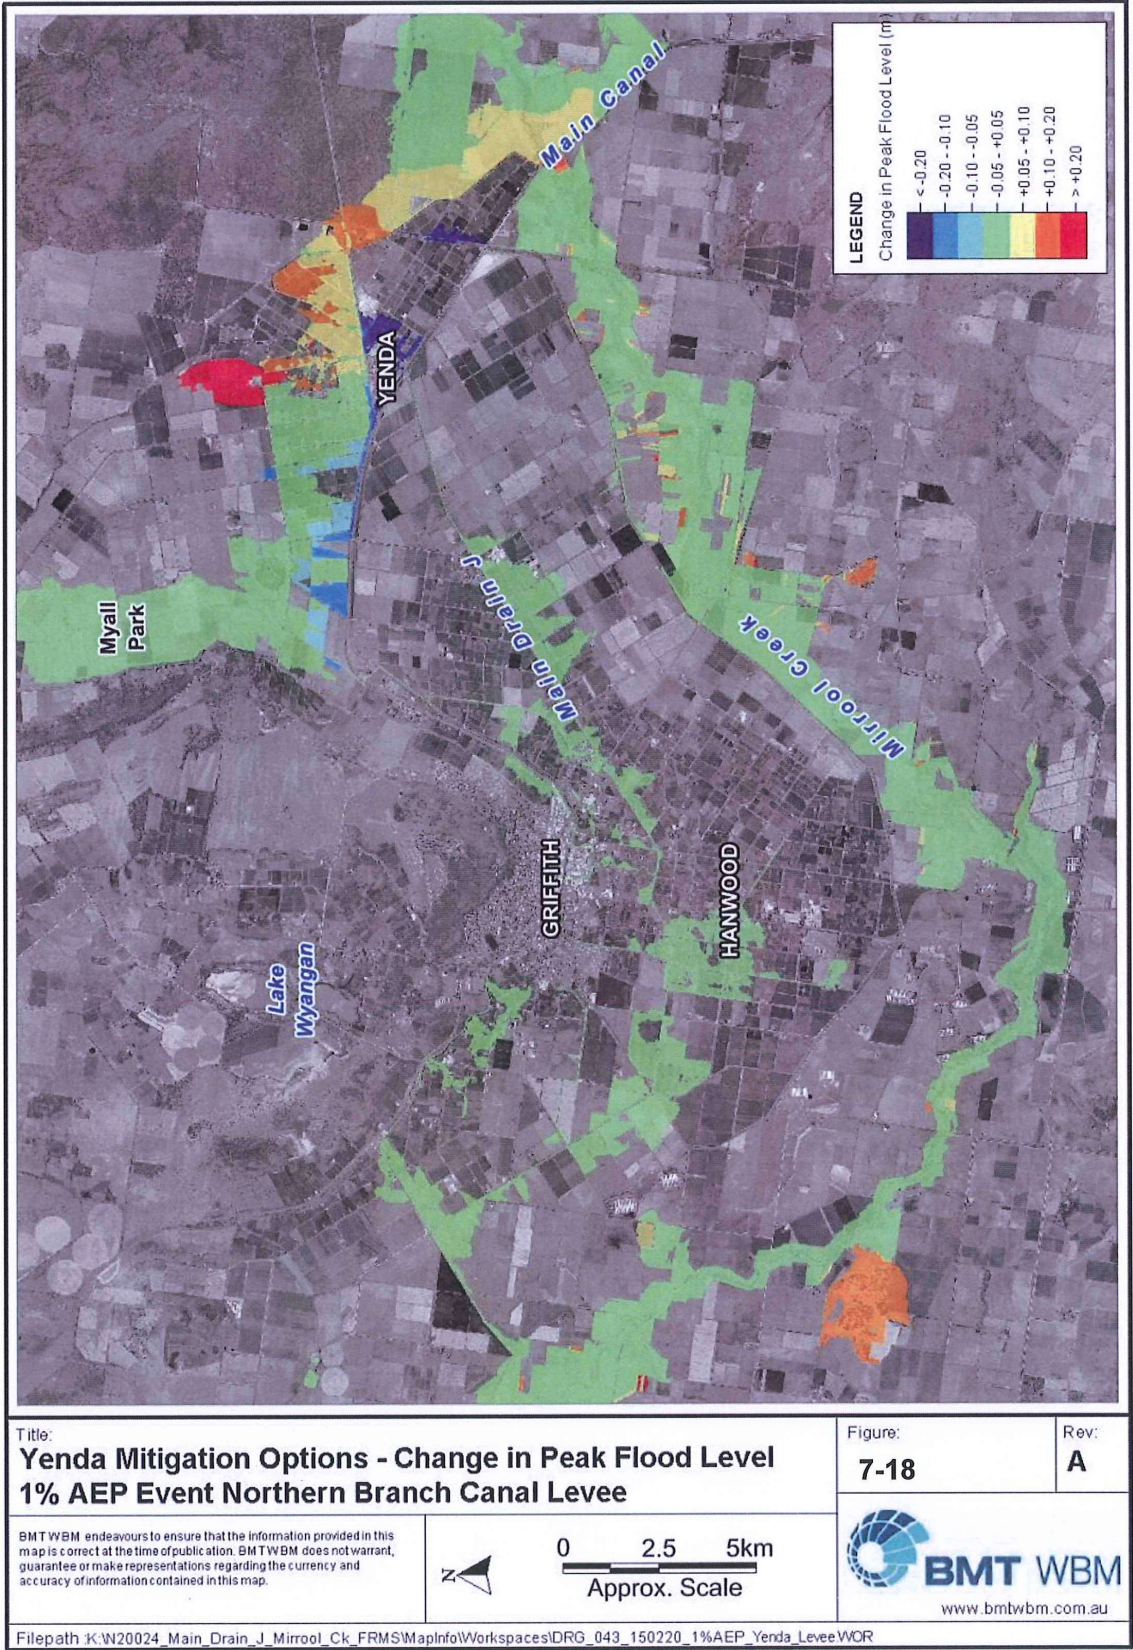 Main Canal
YENDA
Myall
Park
Main Drain J
Mirrool Creek
GRIFFITH
HANWOOD
Lake
Wyangan
LEGEND
Change in Peak Flood Level (m)
< -0.20
-0.20 - -0.10
-0.10 - -0.05
-0.05 - +0.05
+0.05 - +0.10
+0.10 - +0.20
> +0.20
Title:
Yenda Mitigation Options - Change in Peak Flood Level
1% AEP Event Northern Branch Canal Levee
Figure:
7-18
Rev:
A
BMT WBM endeavours to ensure that the information provided in this
map is correct at the time of publication. BMT WBM does not warrant,
guarantee or make representations regarding the currency and
accuracy of information contained in this map.
N
0 2.5 5km
Approx. Scale
BMT WBM
www.bmtwbm.com.au
Filepath :K:\N20024_Main_Drain_J_Mirrool_Ck_FRMS\MapInfo\Workspaces\DRG_043_150220_1%AEP_Yenda_Levee.WOR